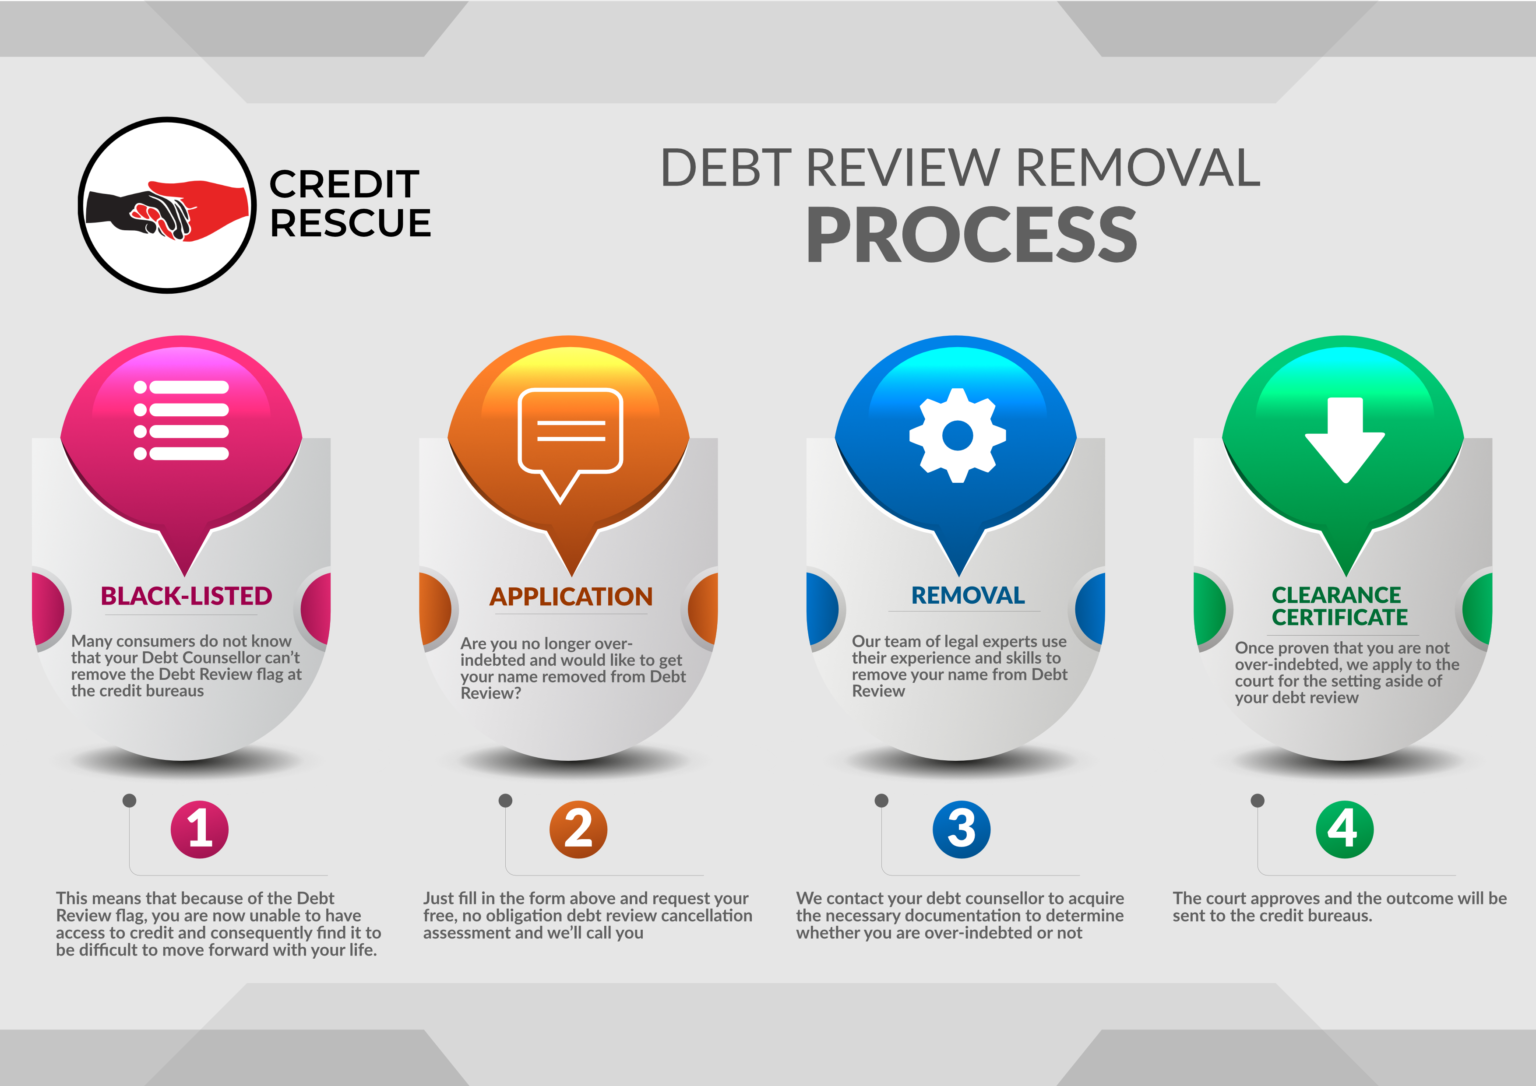 CREDIT
RESCUE
DEBT REVIEW REMOVAL
PROCESS
BLACK-LISTED
Many consumers do not know
that your Debt Counsellor can't
remove the Debt Review flag at
the credit bureaus
1
This means that because of the Debt
Review flag, you are now unable to have
access to credit and consequently find it to
be difficult to move forward with your life.
APPLICATION
Are you no longer over-
indebted and would like to get
your name removed from Debt
Review?
2
Just fill in the form above and request your
free, no obligation debt review cancellation
assessment and we'll call you
REMOVAL
Our team of legal experts use
their experience and skills to
remove your name from Debt
Review
3
We contact your debt counsellor to acquire
the necessary documentation to determine
whether you are over-indebted or not
CLEARANCE
CERTIFICATE
Once proven that you are not
over-indebted, we apply to the
court for the setting aside of
your debt review
4
The court approves and the outcome will be
sent to the credit bureaus.